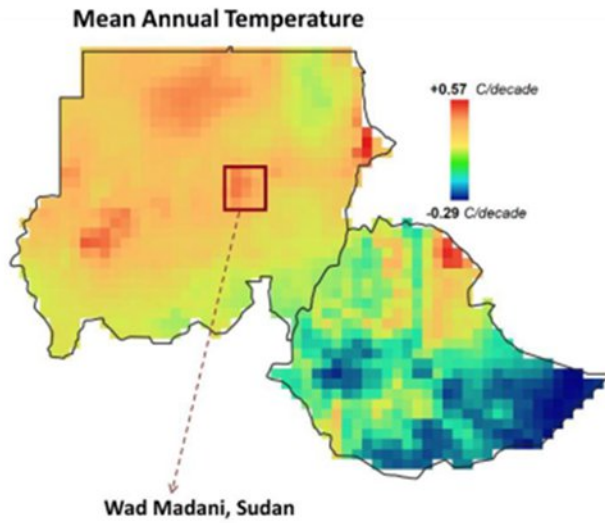 Mean Annual Temperature
+0.57 C/decade
-0.29 C/decade
Wad Madani, Sudan